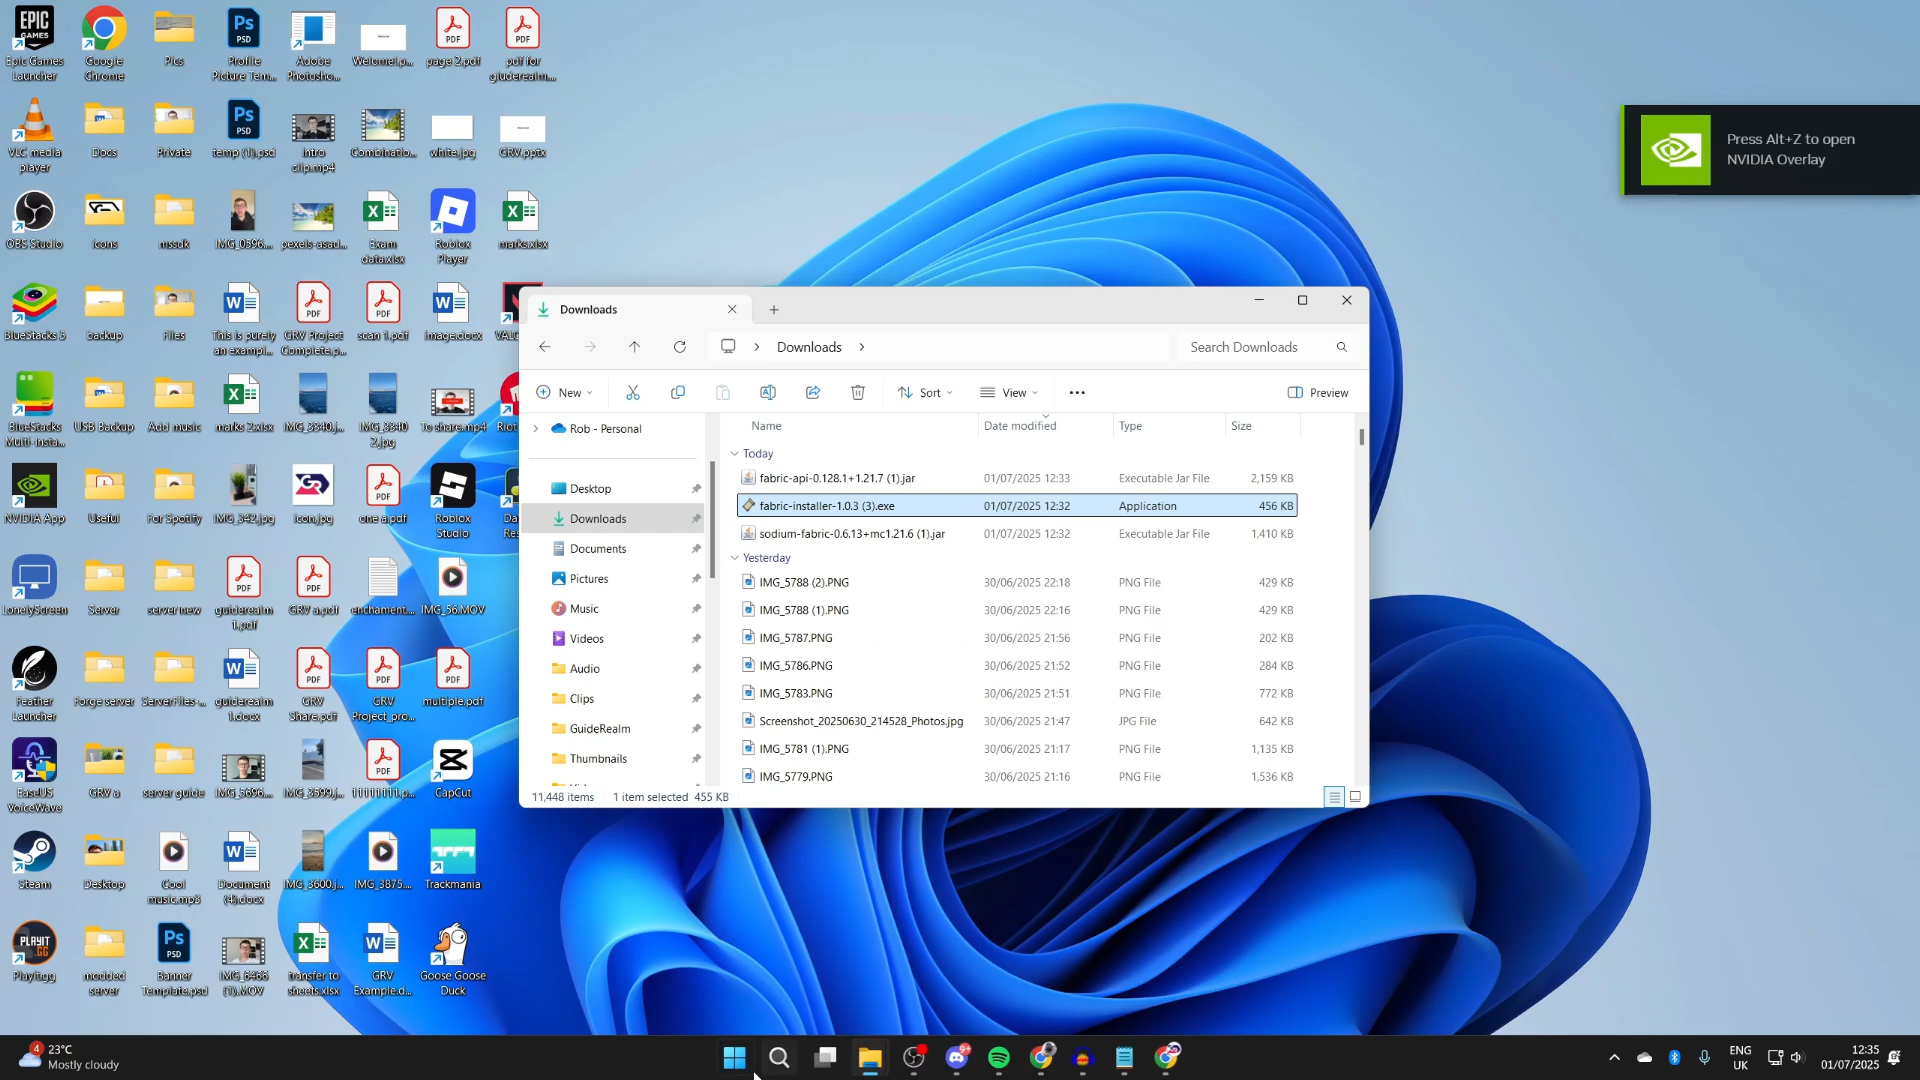 Epic Games
Launcher
Google
Chrome
Pics
Profile
Picture Tem...
Adobe
Photosho...
Welome!.p...
page 2.pdf
pdf for
giuderealm....
VLC media
player
Docs
Private
temp (1).psd
intro
clip.mp4
Combinatio...
white.jpg
GRV.pptx
OBS Studio
Icons
mssdk
IMG_0596....
pexels-asad...
Exam
data.xlsx
Roblox
Player
marks.xlsx
BlueStacks 5
backup
Files
This is purely
an exampl...
GRV Project
Complete.p...
scan 1.pdf
image.docx
BlueStacks
Multi-Insta...
USB Backup
Add music
marks 2.xlsx
IMG_3340.j...
IMG_3340
2.jpg
To share.mp4
NVIDIA App
Useful
For Spotify
IMG_342.jpg
icon.jpg
one a.pdf
Roblox
Studio
LonelyScreen
Server
server new
guiderealm
1.pdf
GRV a.pdf
enchament....
IMG_56.MOV
Feather
Launcher
Forge server
ServerFiles-...
guiderealm
1.docx
GRV
Share.pdf
GRV
Project_pro...
multiple.pdf
EaseUS
VoiceWave
GRV a
server guide
IMG_5696....
IMG_3599.j...
11111111.p...
CapCut
Steam
Desktop
Cool
music.mp3
Document
(4).docx
IMG_3600.j...
IMG_3875....
Trackmania
Playit.gg
modded
server
Banner
Template.psd
IMG_6466
(1).MOV
transfer to
sheets.xlsx
GRV
Example.d...
Goose Goose
Duck
Press Alt+Z to open
NVIDIA Overlay
Downloads
Downloads
Search Downloads
New
Sort
View
Preview
Rob - Personal
Desktop
Downloads
Documents
Pictures
Music
Videos
Audio
Clips
GuideRealm
Thumbnails
Name Date modified Type Size
Today
fabric-api-0.128.1+1.21.7 (1).jar 01/07/2025 12:33 Executable Jar File 2,159 KB
fabric-installer-1.0.3 (3).exe 01/07/2025 12:32 Application 456 KB
sodium-fabric-0.6.13+mc1.21.6 (1).jar 01/07/2025 12:32 Executable Jar File 1,410 KB
Yesterday
IMG_5788 (2).PNG 30/06/2025 22:18 PNG File 429 KB
IMG_5788 (1).PNG 30/06/2025 22:16 PNG File 429 KB
IMG_5787.PNG 30/06/2025 21:56 PNG File 202 KB
IMG_5786.PNG 30/06/2025 21:52 PNG File 284 KB
IMG_5783.PNG 30/06/2025 21:51 PNG File 772 KB
Screenshot_20250630_214528_Photos.jpg 30/06/2025 21:47 JPG File 642 KB
IMG_5781 (1).PNG 30/06/2025 21:17 PNG File 1,135 KB
IMG_5779.PNG 30/06/2025 21:16 PNG File 1,536 KB
11,448 items 1 item selected 455 KB
4
23°C
Mostly cloudy
ENG
UK
12:35
01/07/2025